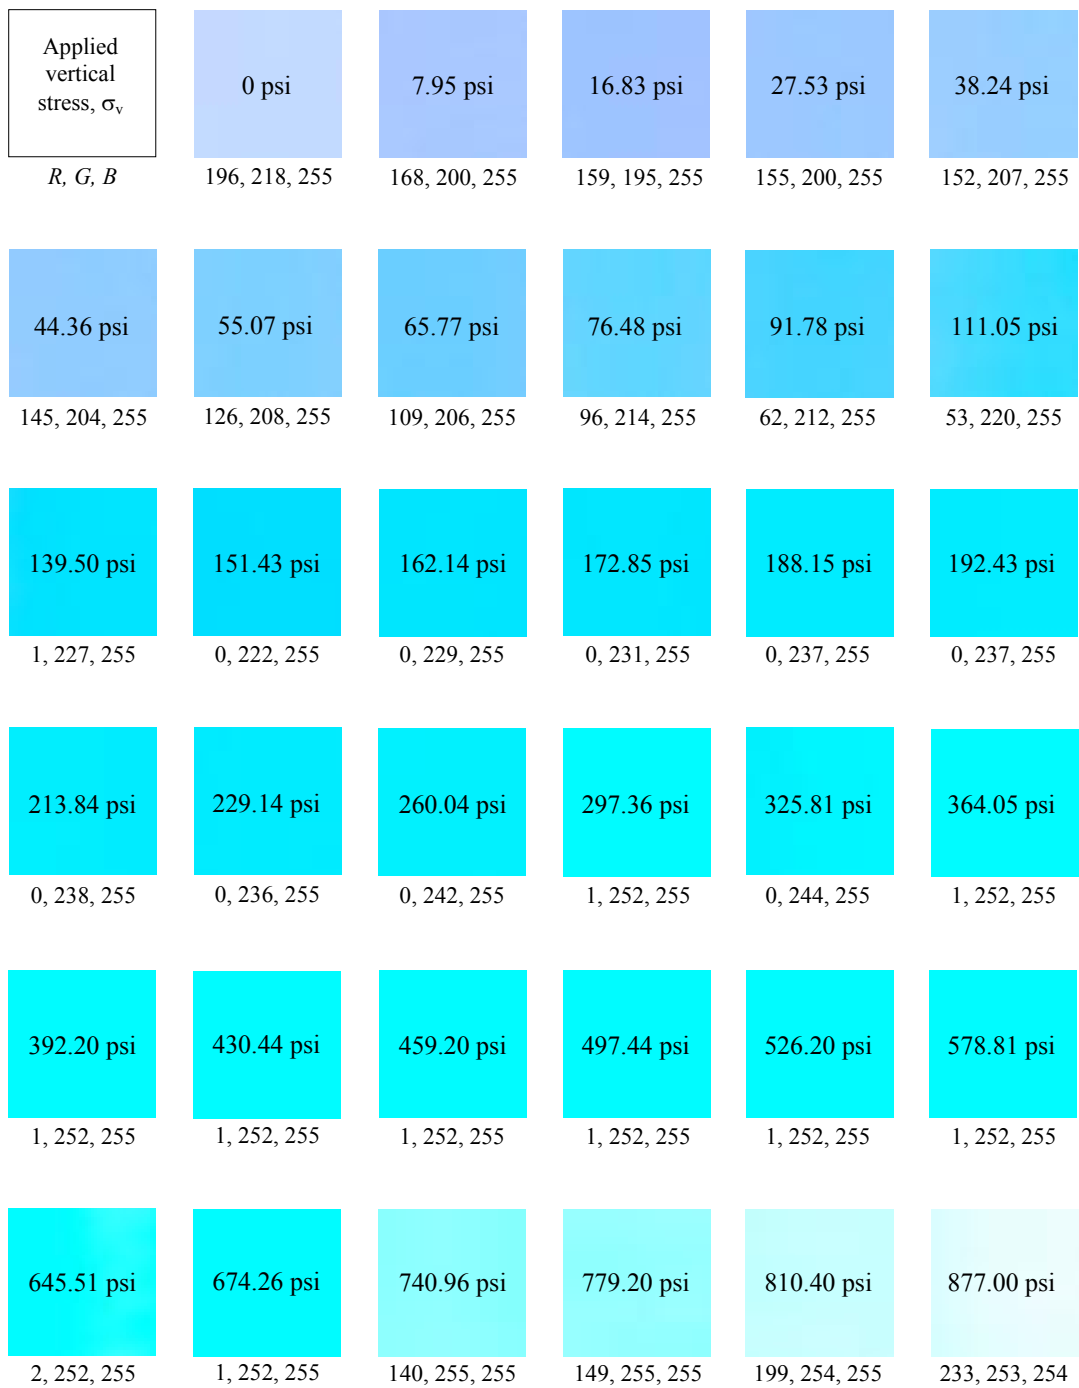 Applied
vertical
stress, σv
0 psi
7.95 psi
16.83 psi
27.53 psi
38.24 psi
R, G, B
196, 218, 255
168, 200, 255
159, 195, 255
155, 200, 255
152, 207, 255
44.36 psi
55.07 psi
65.77 psi
76.48 psi
91.78 psi
111.05 psi
145, 204, 255
126, 208, 255
109, 206, 255
96, 214, 255
62, 212, 255
53, 220, 255
139.50 psi
151.43 psi
162.14 psi
172.85 psi
188.15 psi
192.43 psi
1, 227, 255
0, 222, 255
0, 229, 255
0, 231, 255
0, 237, 255
0, 237, 255
213.84 psi
229.14 psi
260.04 psi
297.36 psi
325.81 psi
364.05 psi
0, 238, 255
0, 236, 255
0, 242, 255
1, 252, 255
0, 244, 255
1, 252, 255
392.20 psi
430.44 psi
459.20 psi
497.44 psi
526.20 psi
578.81 psi
1, 252, 255
1, 252, 255
1, 252, 255
1, 252, 255
1, 252, 255
1, 252, 255
645.51 psi
674.26 psi
740.96 psi
779.20 psi
810.40 psi
877.00 psi
2, 252, 255
1, 252, 255
140, 255, 255
149, 255, 255
199, 254, 255
233, 253, 254